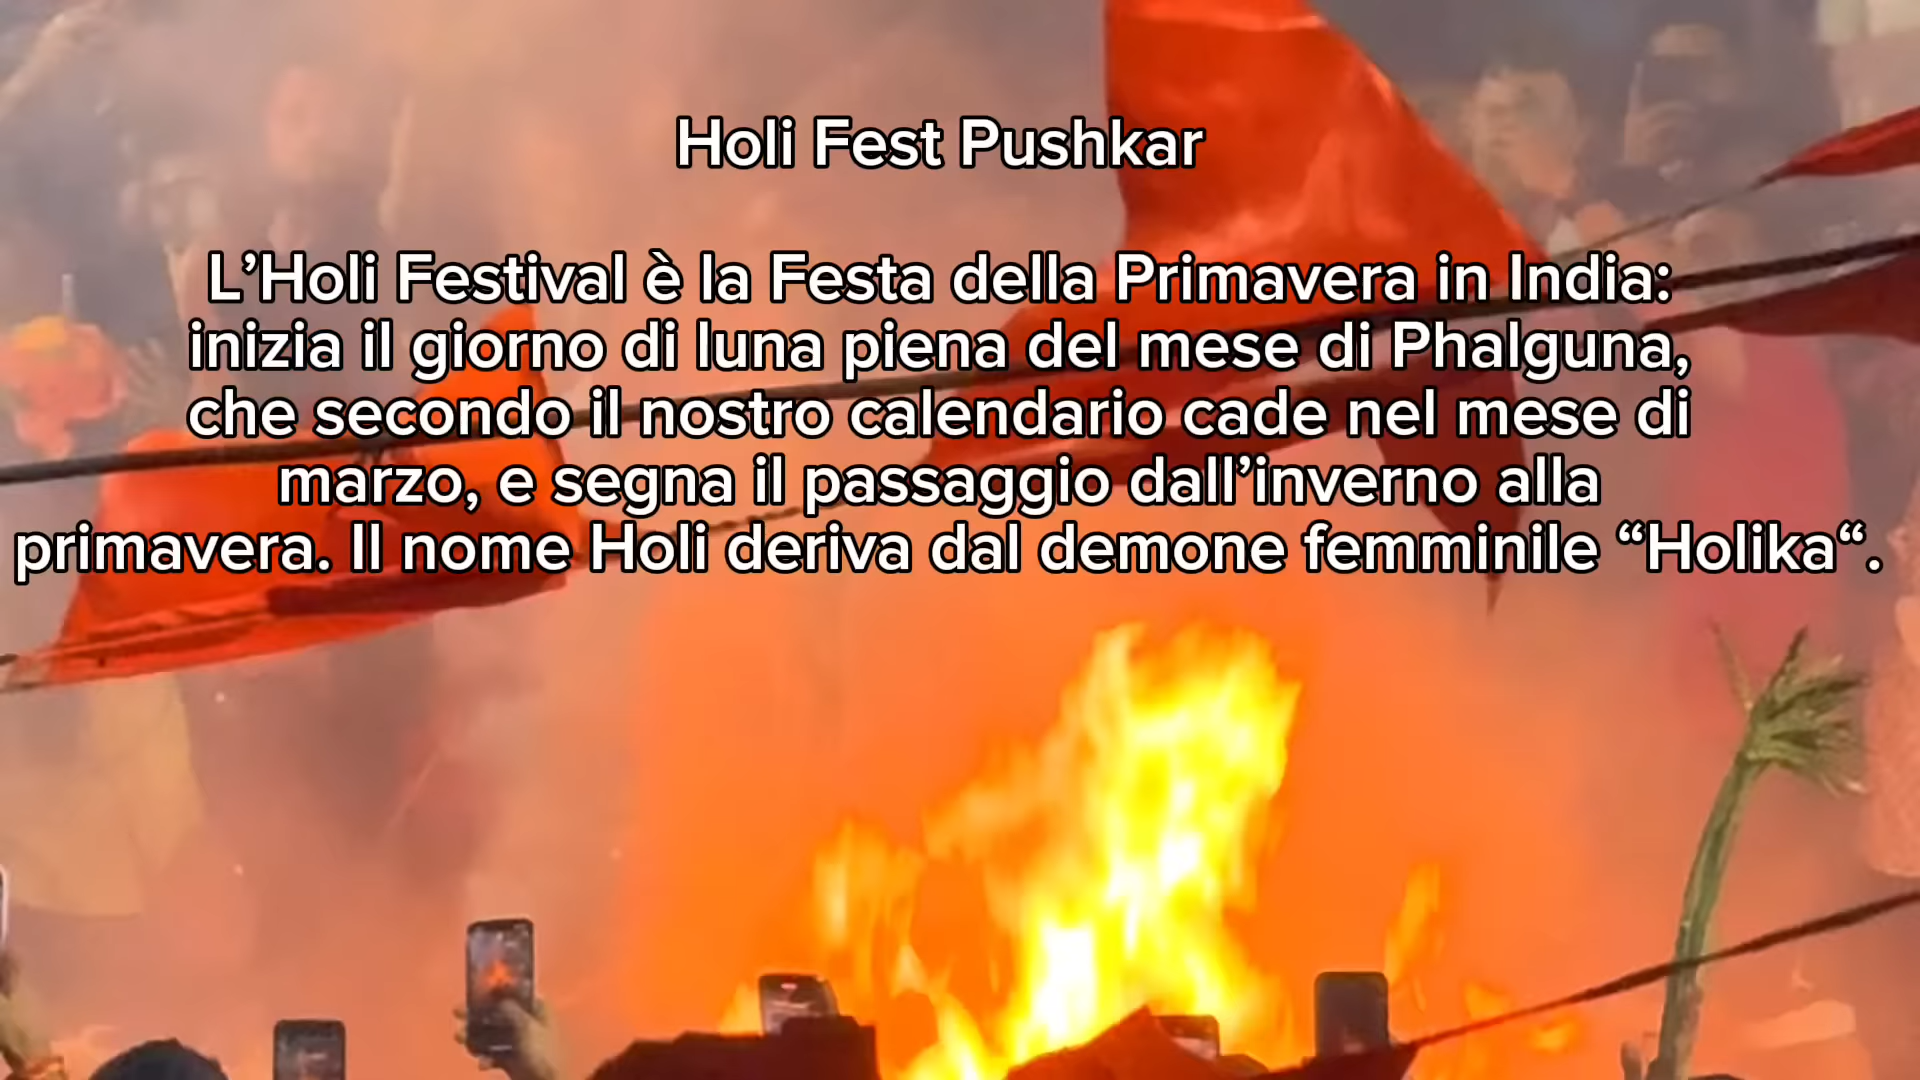 Holi Fest Pushkar
L’Holi Festival è la Festa della Primavera in India:
inizia il giorno di luna piena del mese di Phalguna,
che secondo il nostro calendario cade nel mese di
marzo, e segna il passaggio dall’inverno alla
primavera. Il nome Holi deriva dal demone femminile “Holika“.